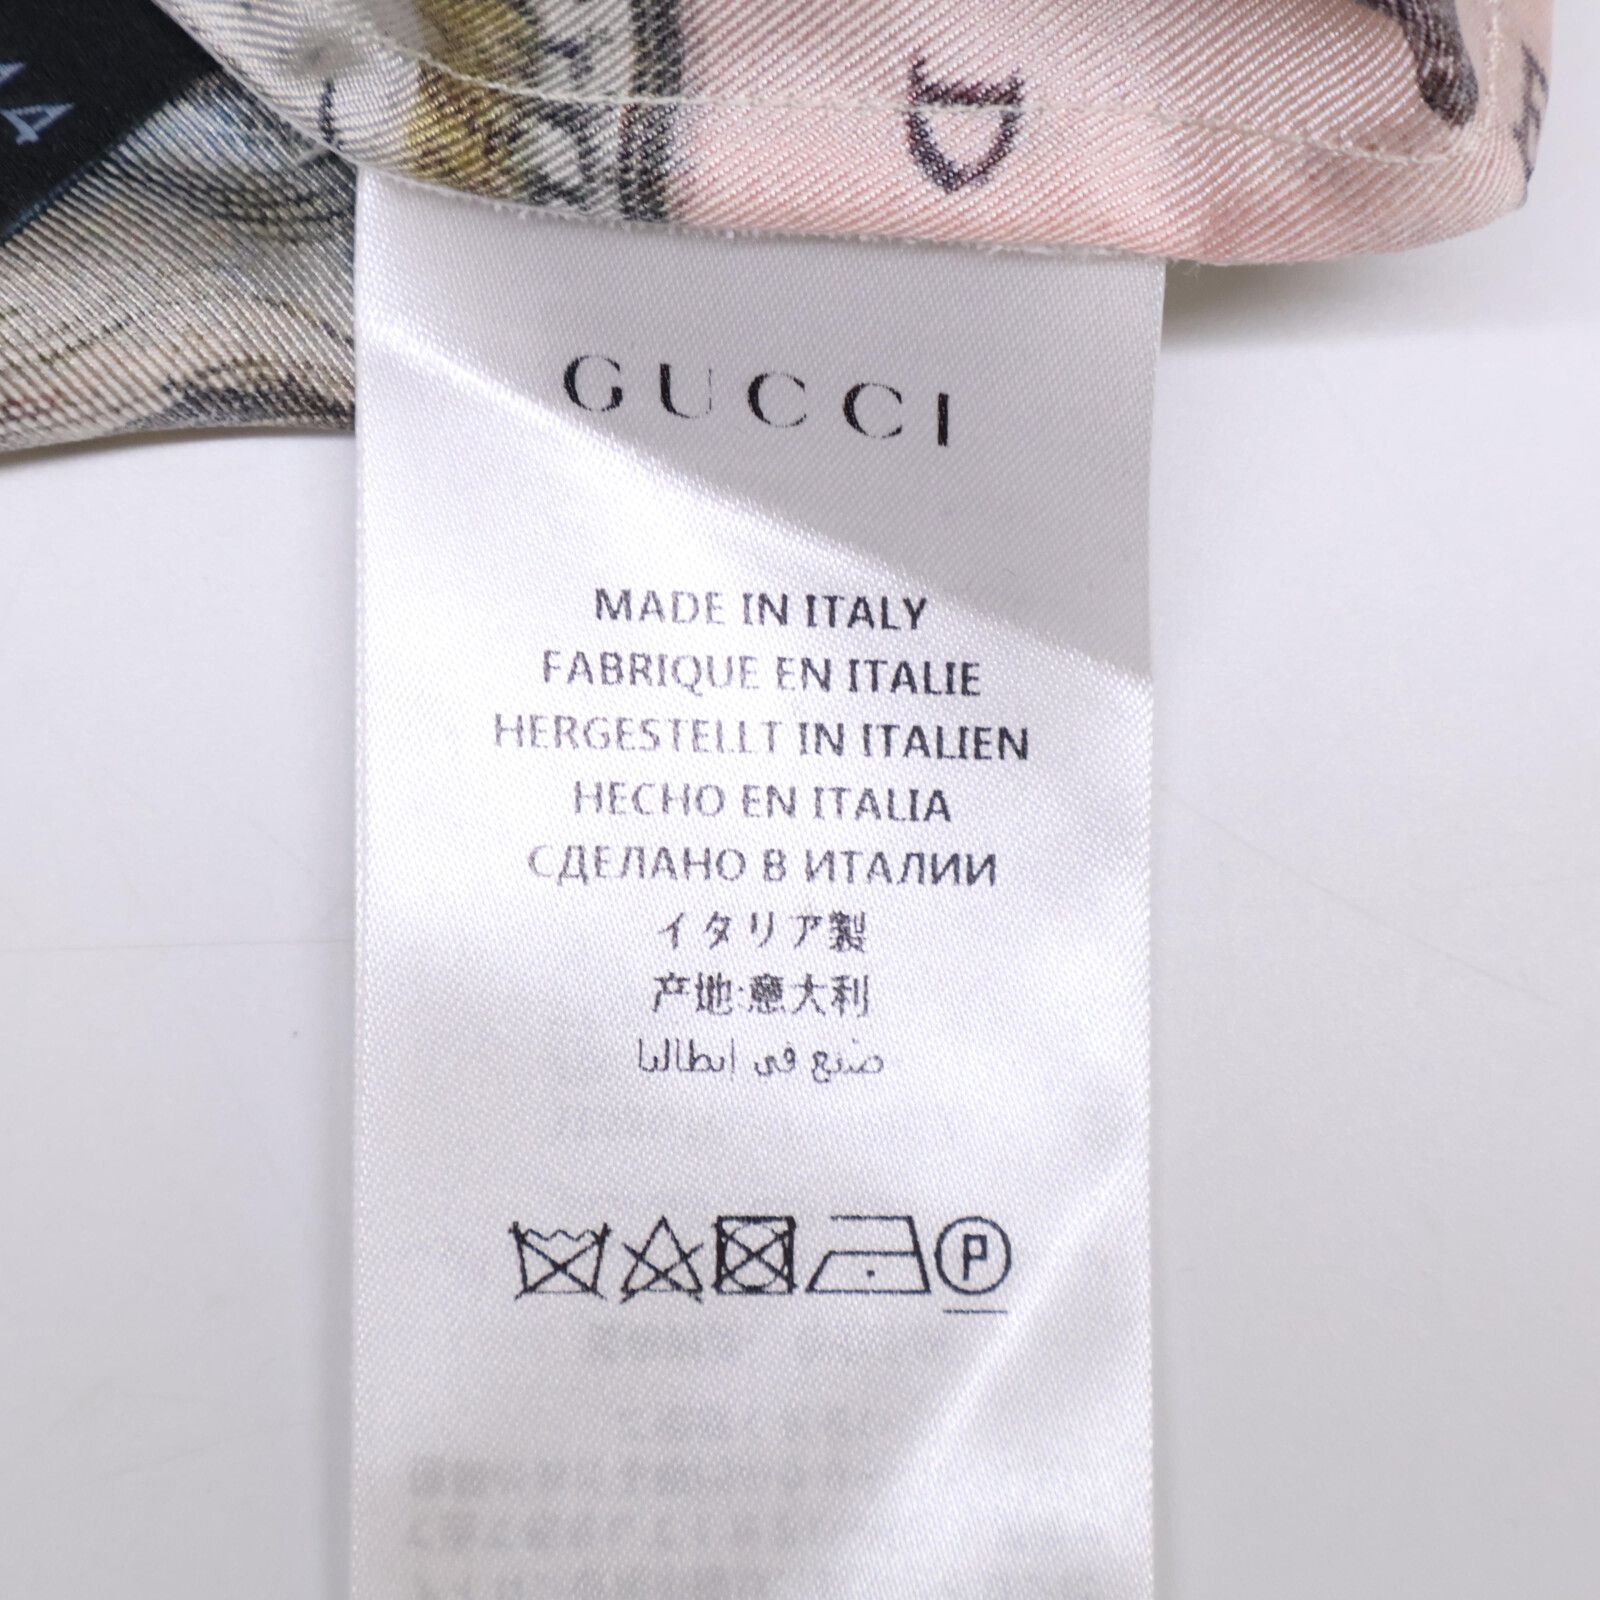 GUCCI
MADE IN ITALY
FABRIQUE EN ITALIE
HERGESTELLT IN ITALIEN
HECHO EN ITALIA
СДЕЛАНО В ИТАЛИИ
イタリア製
产地:意大利
صنع في إيطاليا
P